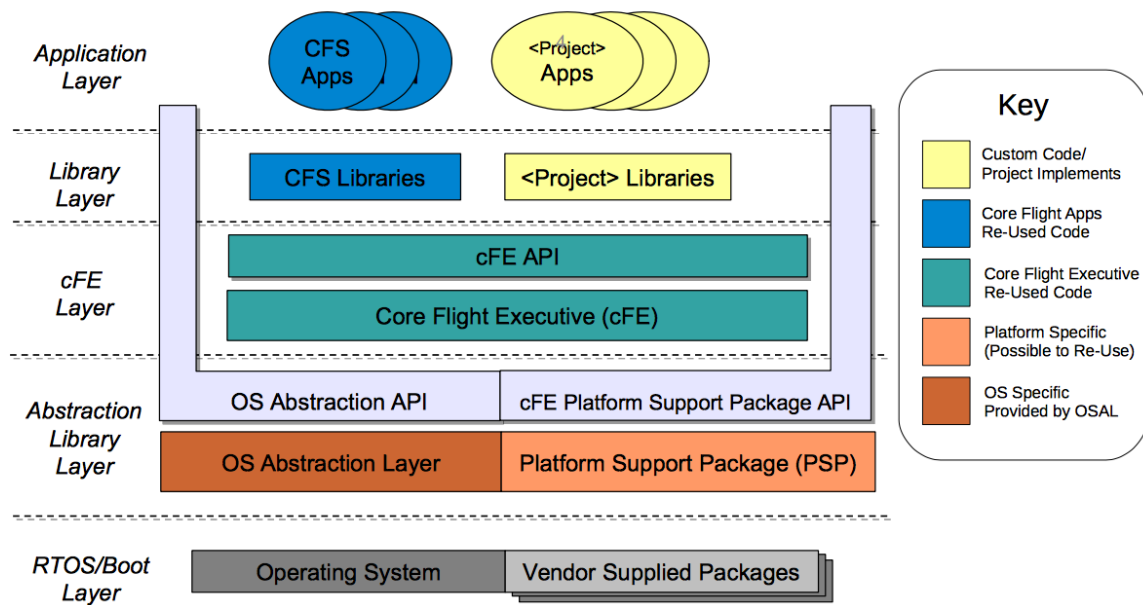 Application
Layer
CFS
Apps
<Project>
4
Apps
Library
Layer
CFS Libraries
<Project> Libraries
cFE
Layer
cFE API
Core Flight Executive (cFE)
Abstraction
Library
Layer
OS Abstraction API
cFE Platform Support Package API
OS Abstraction Layer
Platform Support Package (PSP)
RTOS/Boot
Layer
Operating System
Vendor Supplied Packages
Key
Custom Code/
Project Implements
Core Flight Apps
Re-Used Code
Core Flight Executive
Re-Used Code
Platform Specific
(Possible to Re-Use)
OS Specific
Provided by OSAL